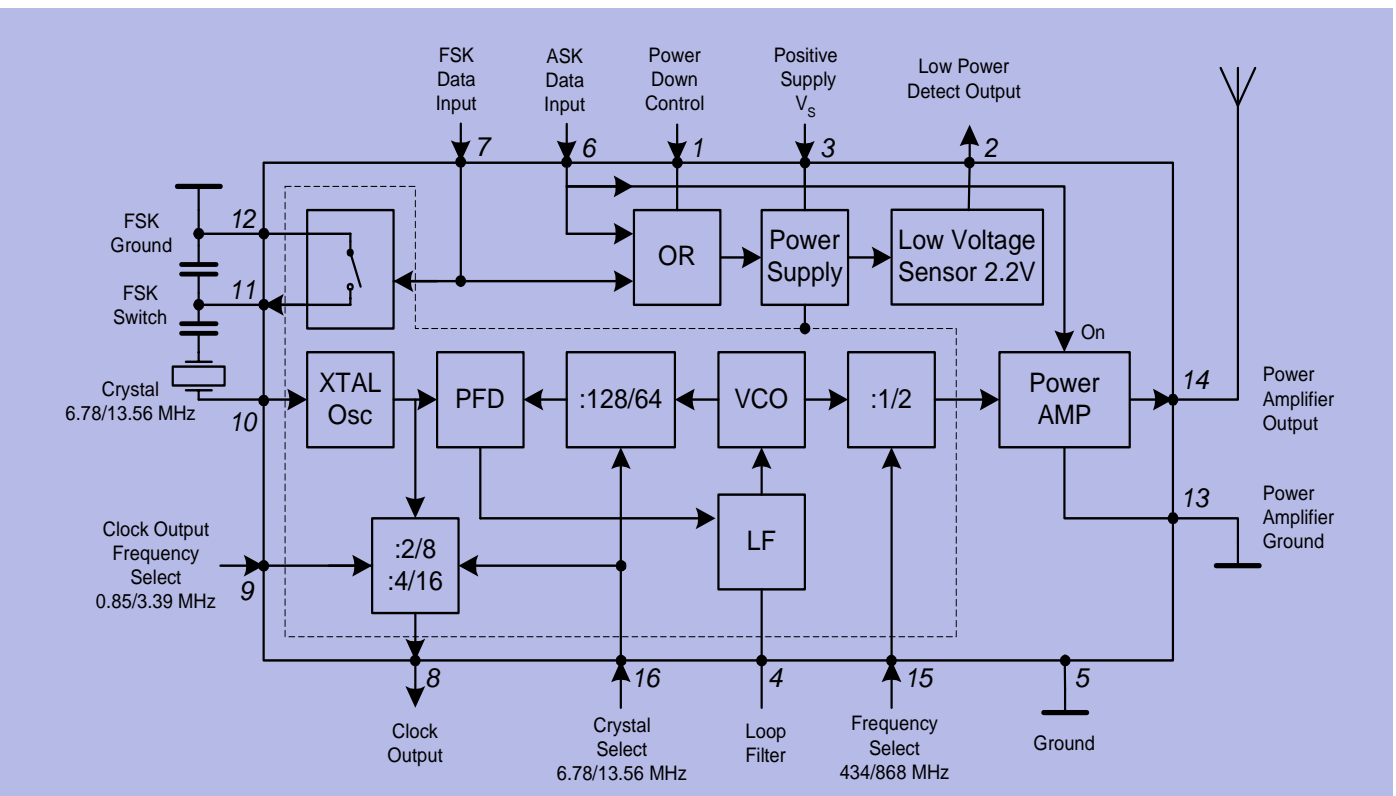 FSK
Data
Input
ASK
Data
Input
Power
Down
Control
Positive
Supply
VS
Low Power
Detect Output
7
6
1
3
2
FSK
Ground
12
FSK
Switch
11
OR
Power
Supply
Low Voltage
Sensor 2.2V
On
Crystal
6.78/13.56 MHz
10
XTAL
Osc
PFD
:128/64
VCO
:1/2
Power
AMP
14
Power
Amplifier
Output
13
Power
Amplifier
Ground
Clock Output
Frequency
Select
0.85/3.39 MHz
9
:2/8
:4/16
LF
8
16
4
15
5
Clock
Output
Crystal
Select
6.78/13.56 MHz
Loop
Filter
Frequency
Select
434/868 MHz
Ground